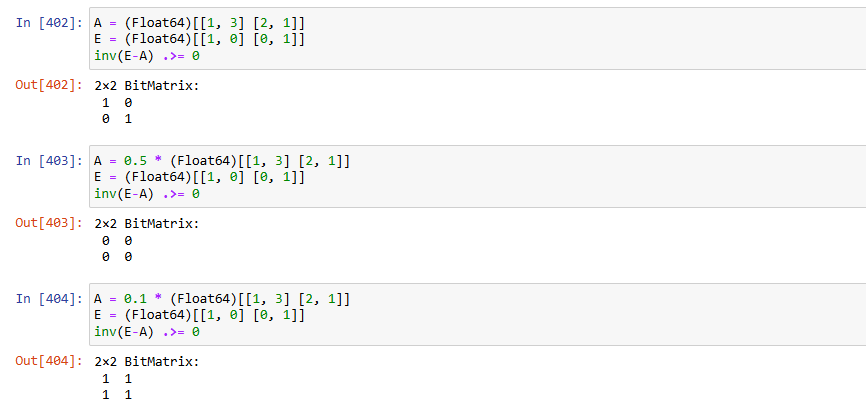 In [402]: A = (Float64)[[1, 3] [2, 1]]
E = (Float64)[[1, 0] [0, 1]]
inv(E-A) .>= 0
Out[402]: 2×2 BitMatrix:
1 0
0 1
In [403]: A = 0.5 * (Float64)[[1, 3] [2, 1]]
E = (Float64)[[1, 0] [0, 1]]
inv(E-A) .>= 0
Out[403]: 2×2 BitMatrix:
0 0
0 0
In [404]: A = 0.1 * (Float64)[[1, 3] [2, 1]]
E = (Float64)[[1, 0] [0, 1]]
inv(E-A) .>= 0
Out[404]: 2×2 BitMatrix:
1 1
1 1